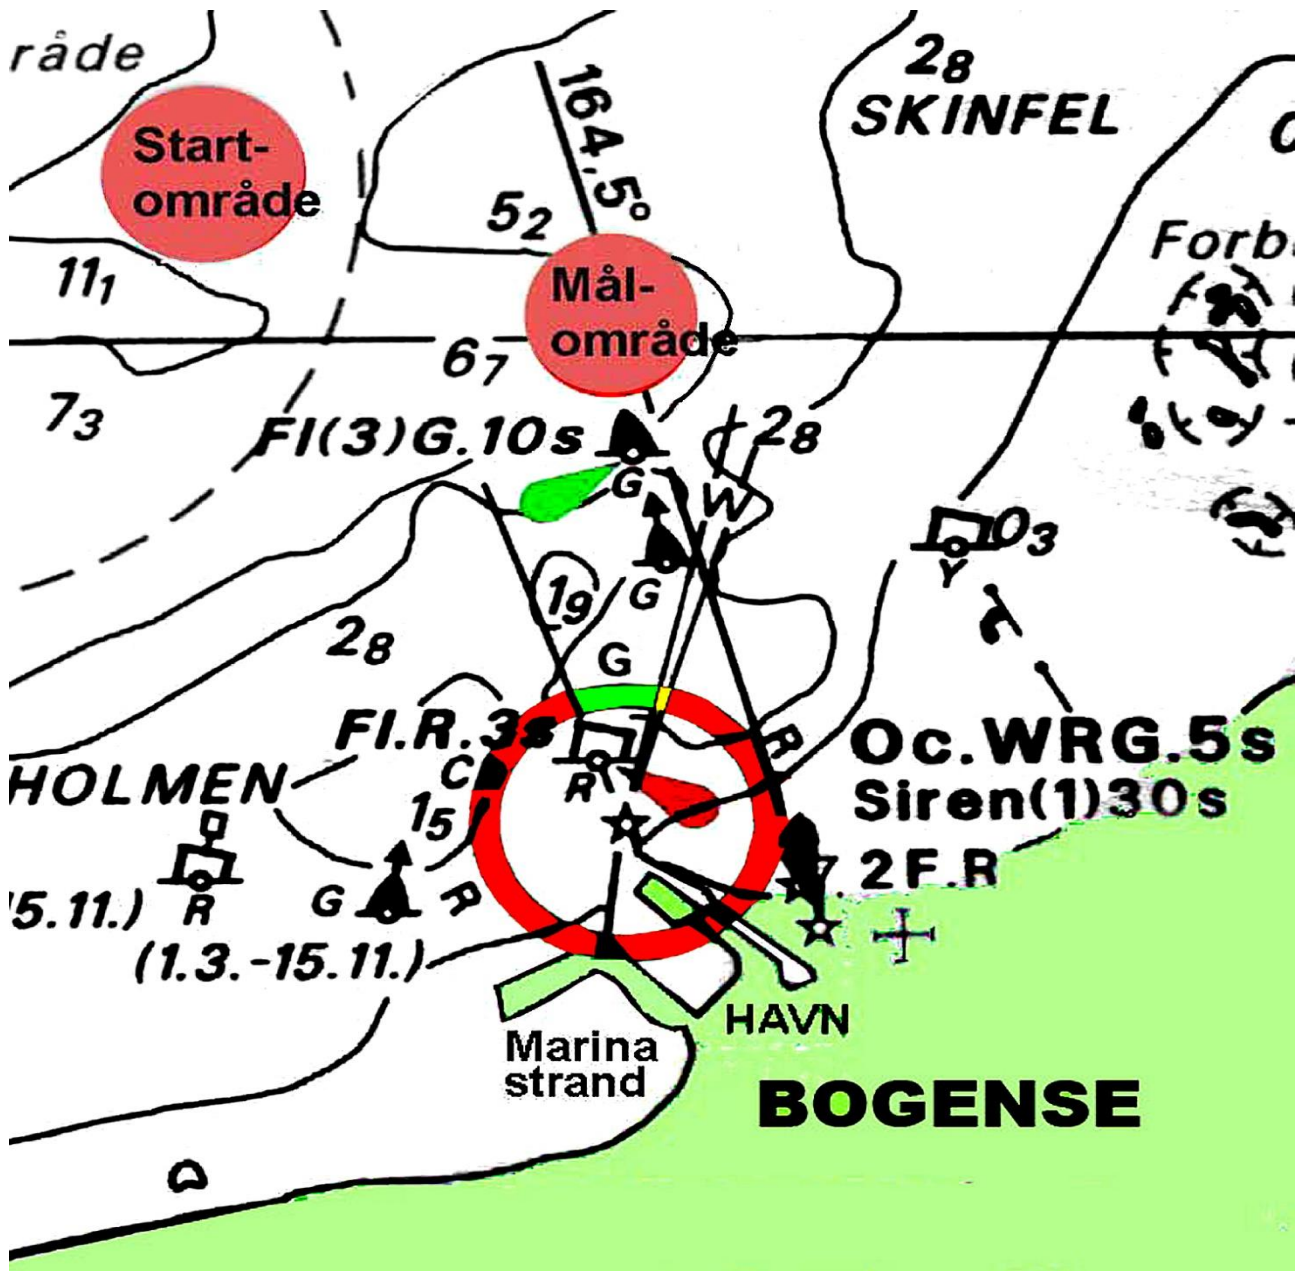 råde
28
SKINFEL
Start-
område
164,5°
52
Mål-
område
111
67
73
Fl(3)G.10s
G
28
W
G
03
Y
19
G
28
Fl.R.3s
R
C
R
HOLMEN
15
Oc.WRG.5s
Siren(1)30s
2F.R
G
R
R
5.11.)
(1.3.-15.11.)
HAVN
Marina
strand
BOGENSE